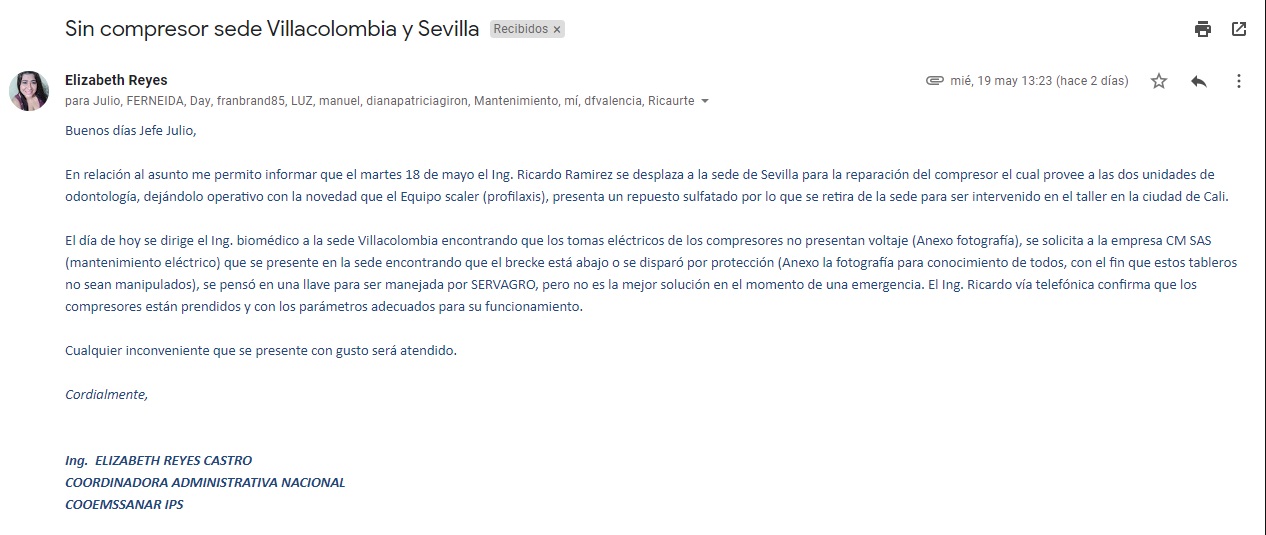 Sin compresor sede Villacolombia y Sevilla Recibidos x
Elizabeth Reyes mié, 19 may 13:23 (hace 2 días)
para Julio, FERNEIDA, Day, franbrand85, LUZ, manuel, dianapatriciagiron, Mantenimiento, mí, dfvalencia, Ricaurte
Buenos días Jefe Julio,
En relación al asunto me permito informar que el martes 18 de mayo el Ing. Ricardo Ramirez se desplaza a la sede de Sevilla para la reparación del compresor el cual provee a las dos unidades de
odontología, dejándolo operativo con la novedad que el Equipo scaler (profilaxis), presenta un repuesto sulfatado por lo que se retira de la sede para ser intervenido en el taller en la ciudad de Cali.
El día de hoy se dirige el Ing. biomédico a la sede Villacolombia encontrando que los tomas eléctricos de los compresores no presentan voltaje (Anexo fotografía), se solicita a la empresa CM SAS
(mantenimiento eléctrico) que se presente en la sede encontrando que el brecke está abajo o se disparó por protección (Anexo la fotografía para conocimiento de todos, con el fin que estos tableros
no sean manipulados), se pensó en una llave para ser manejada por SERVAGRO, pero no es la mejor solución en el momento de una emergencia. El Ing. Ricardo vía telefónica confirma que los
compresores están prendidos y con los parámetros adecuados para su funcionamiento.
Cualquier inconveniente que se presente con gusto será atendido.
Cordialmente,
Ing. ELIZABETH REYES CASTRO
COORDINADORA ADMINISTRATIVA NACIONAL
COOEMSSANAR IPS